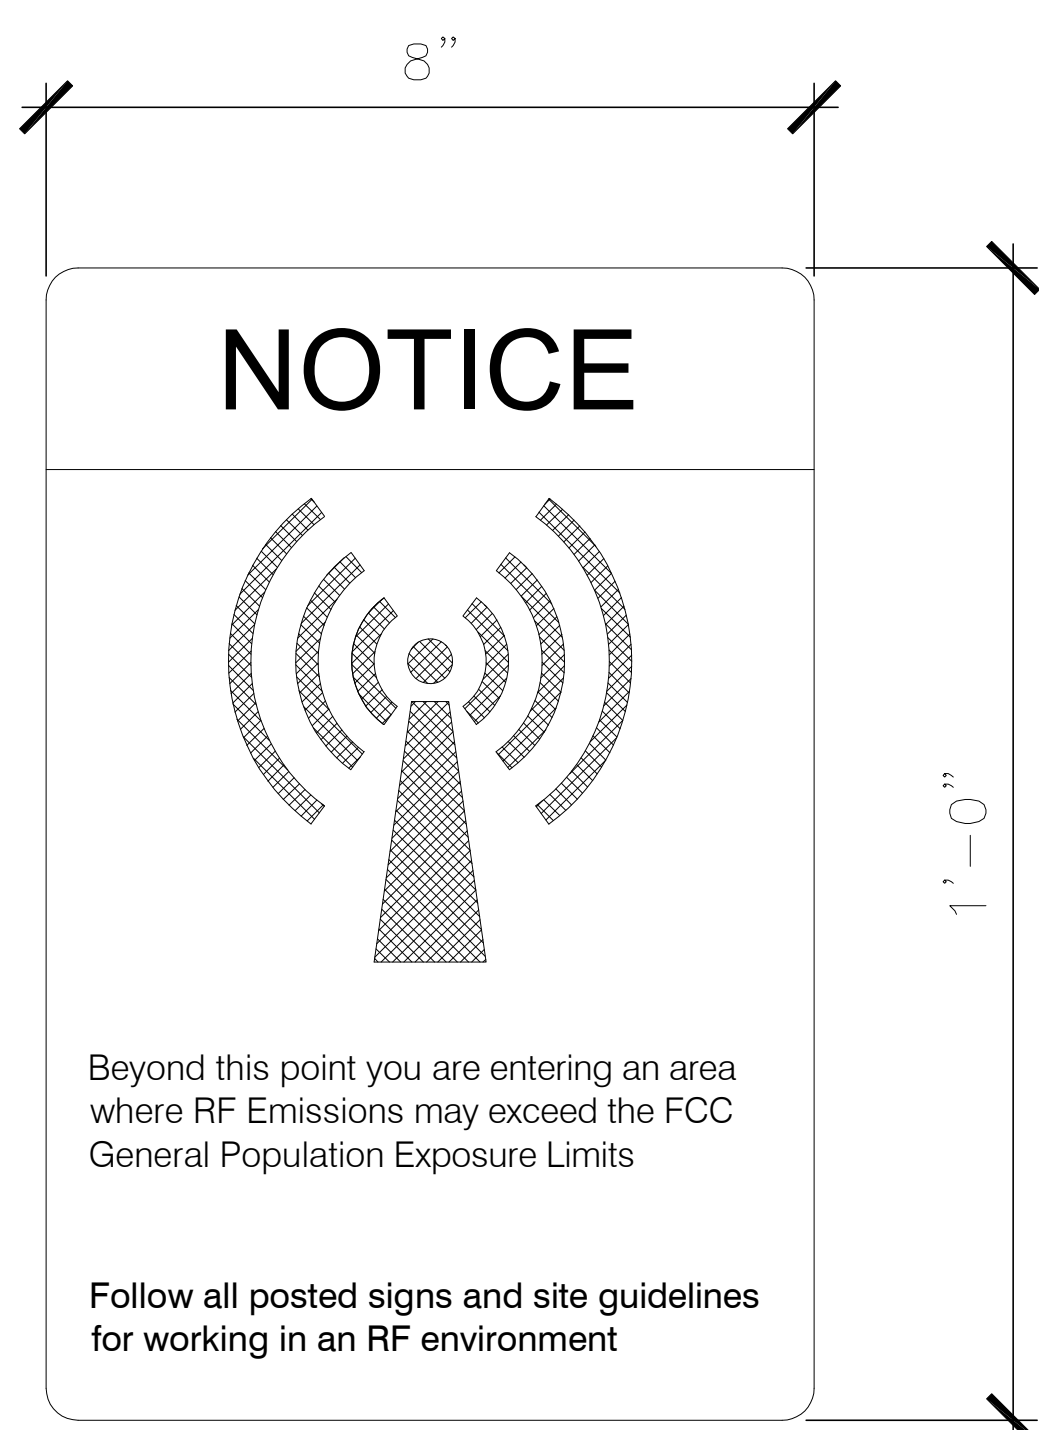 8"
NOTICE
1'-0"
Beyond this point you are entering an area
where RF Emissions may exceed the FCC
General Population Exposure Limits
Follow all posted signs and site guidelines
for working in an RF environment